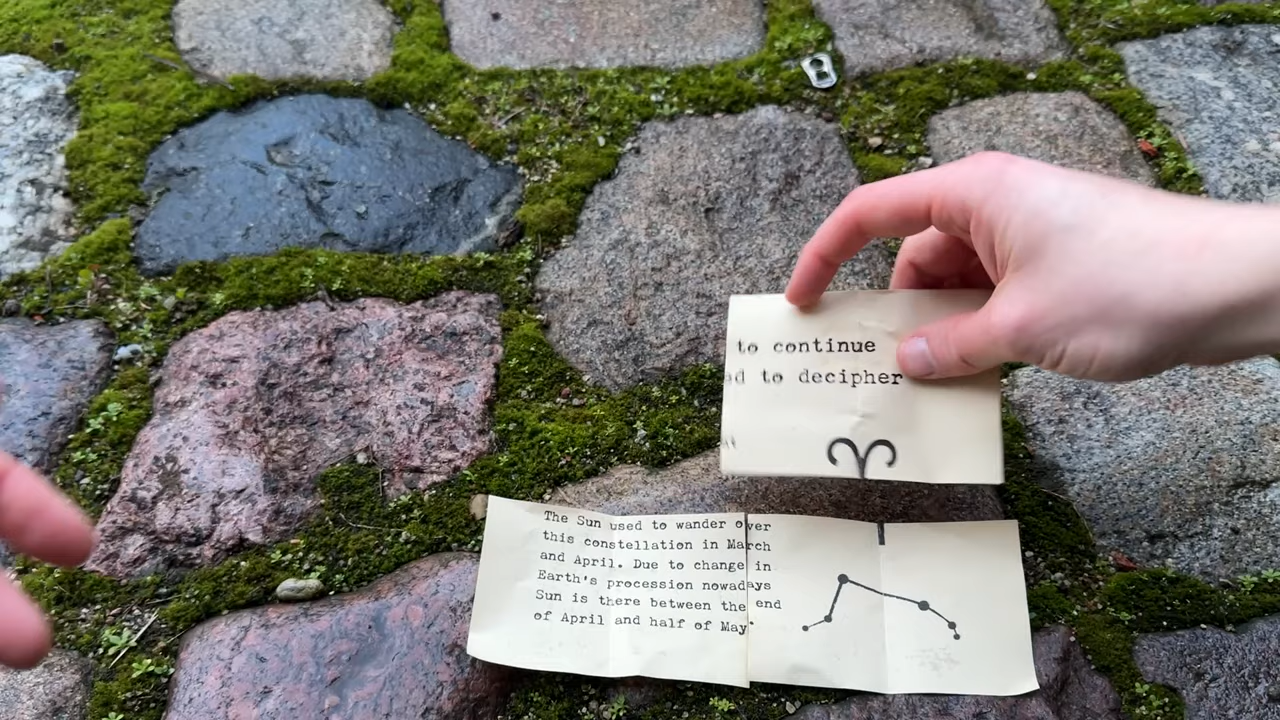 to continue
to decipher
The Sun used to wander over
this constellation in March
and April. Due to change in
Earth's procession nowadays
Sun is there between the end
of April and half of May.